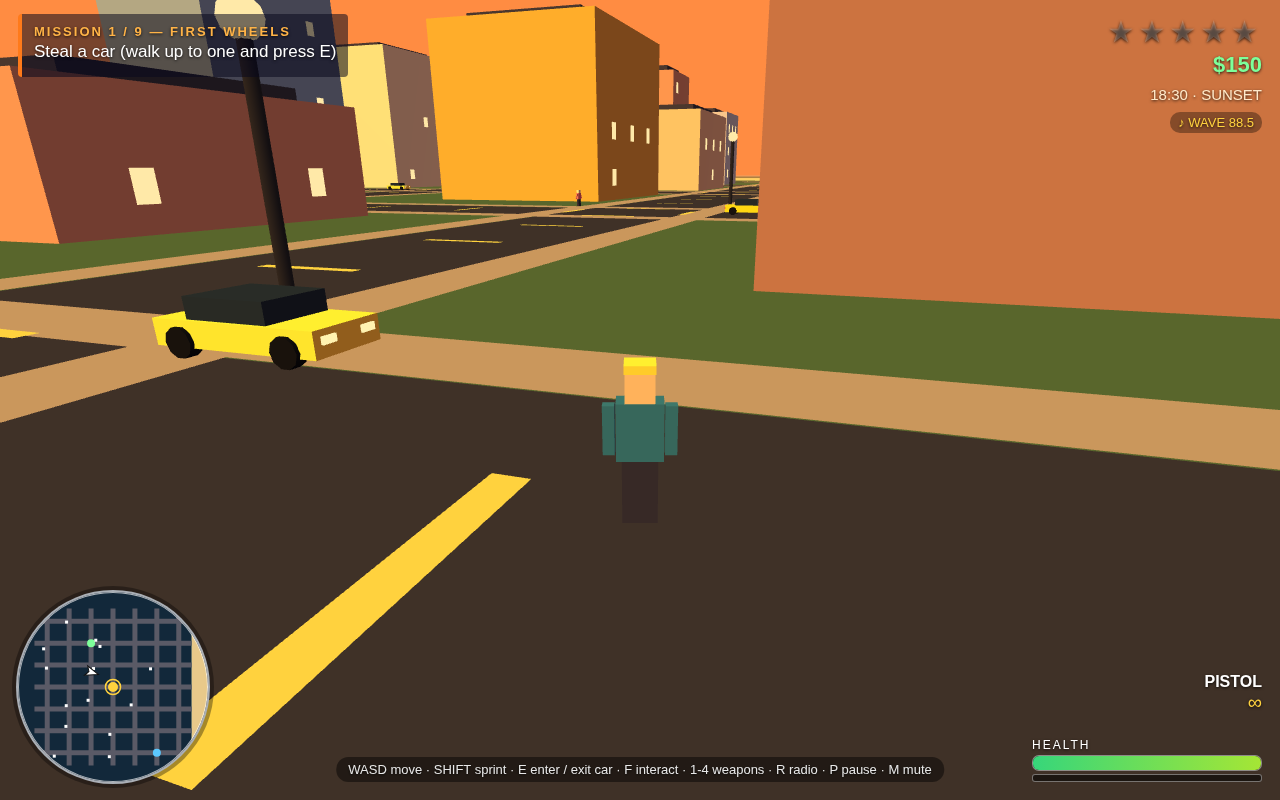 MISSION 1 / 9 — FIRST WHEELS
Steal a car (walk up to one and press E)
$150
18:30 · SUNSET
♪ WAVE 88.5
PISTOL
∞
HEALTH
WASD move · SHIFT sprint · E enter / exit car · F interact · 1-4 weapons · R radio · P pause · M mute